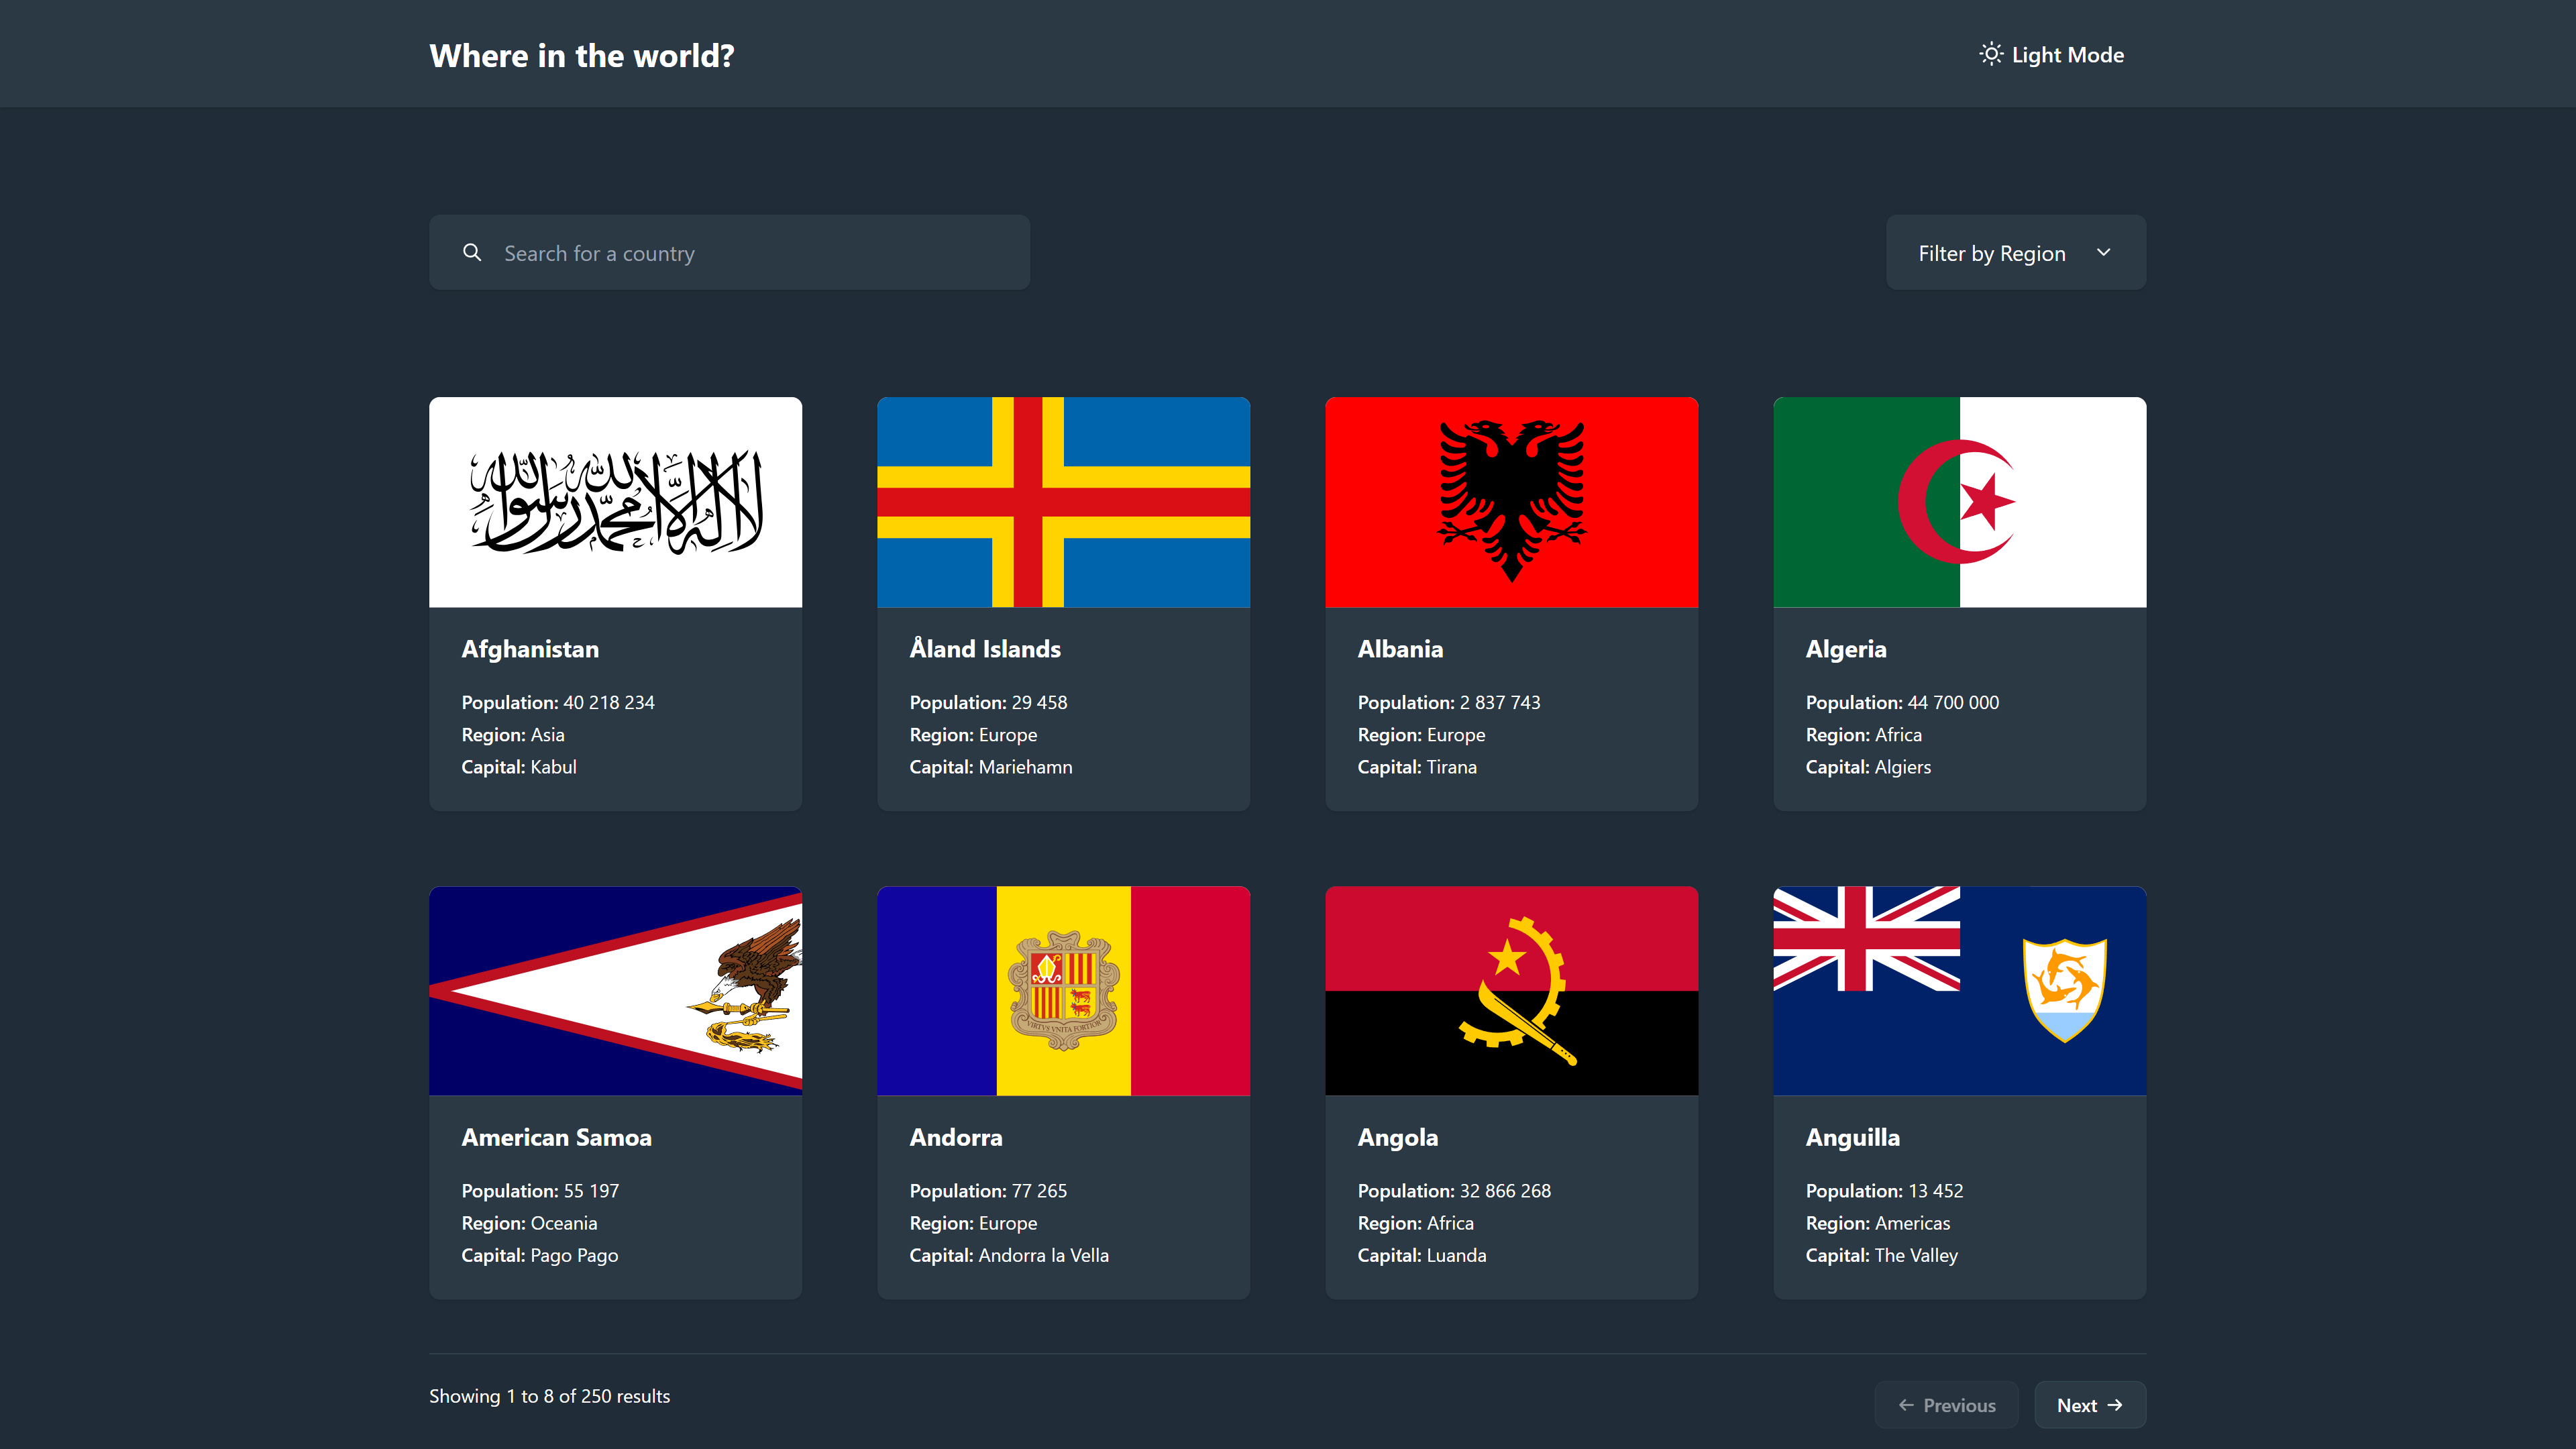 Where in the world?
Light Mode
Search for a country
Filter by Region
لا إله إلا الله محمد رسول الله
Afghanistan
Population: 40 218 234
Region: Asia
Capital: Kabul
Åland Islands
Population: 29 458
Region: Europe
Capital: Mariehamn
Albania
Population: 2 837 743
Region: Europe
Capital: Tirana
Algeria
Population: 44 700 000
Region: Africa
Capital: Algiers
VIRTVS VNITA FORTIOR
American Samoa
Population: 55 197
Region: Oceania
Capital: Pago Pago
Andorra
Population: 77 265
Region: Europe
Capital: Andorra la Vella
Angola
Population: 32 866 268
Region: Africa
Capital: Luanda
Anguilla
Population: 13 452
Region: Americas
Capital: The Valley
Showing 1 to 8 of 250 results
Previous
Next